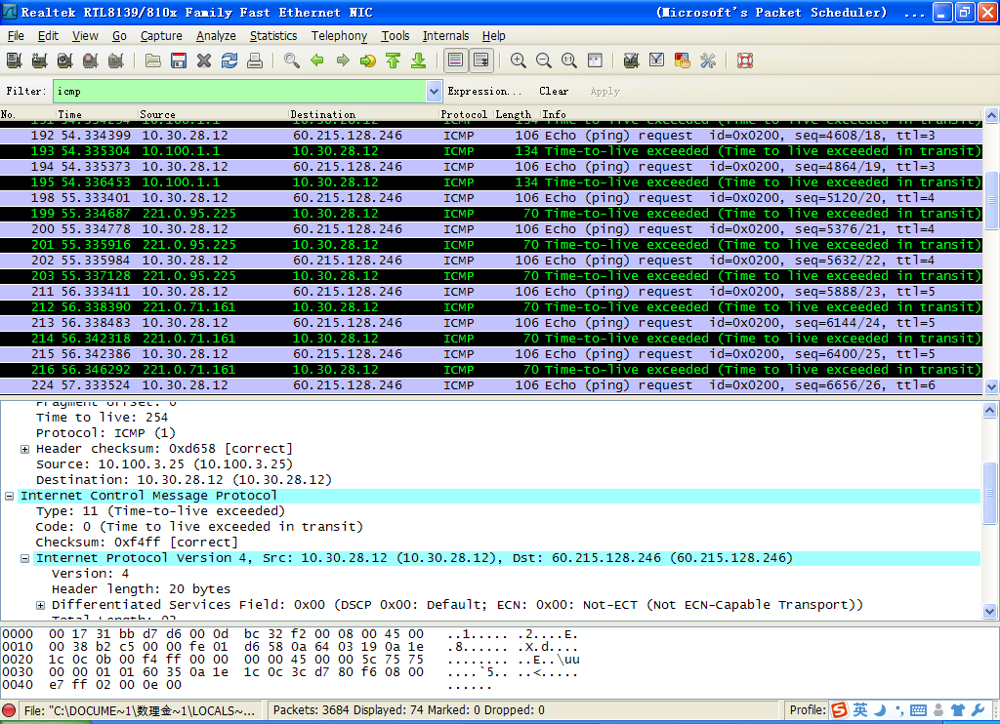 Realtek RTL8139/810x Family Fast Ethernet NIC (Microsoft's Packet Scheduler) ...
File Edit View Go Capture Analyze Statistics Telephony Tools Internals Help
Filter: icmp Expression... Clear Apply
No. Time Source Destination Protocol Length Info
191 54.334294 10.100.1.1 10.30.28.12 ICMP 134 Time-to-live exceeded (Time to live exceeded in transit)
192 54.334399 10.30.28.12 60.215.128.246 ICMP 106 Echo (ping) request id=0x0200, seq=4608/18, ttl=3
193 54.335304 10.100.1.1 10.30.28.12 ICMP 134 Time-to-live exceeded (Time to live exceeded in transit)
194 54.335373 10.30.28.12 60.215.128.246 ICMP 106 Echo (ping) request id=0x0200, seq=4864/19, ttl=3
195 54.336453 10.100.1.1 10.30.28.12 ICMP 134 Time-to-live exceeded (Time to live exceeded in transit)
198 55.333401 10.30.28.12 60.215.128.246 ICMP 106 Echo (ping) request id=0x0200, seq=5120/20, ttl=4
199 55.334687 221.0.95.225 10.30.28.12 ICMP 70 Time-to-live exceeded (Time to live exceeded in transit)
200 55.334778 10.30.28.12 60.215.128.246 ICMP 106 Echo (ping) request id=0x0200, seq=5376/21, ttl=4
201 55.335916 221.0.95.225 10.30.28.12 ICMP 70 Time-to-live exceeded (Time to live exceeded in transit)
202 55.335984 10.30.28.12 60.215.128.246 ICMP 106 Echo (ping) request id=0x0200, seq=5632/22, ttl=4
203 55.337128 221.0.95.225 10.30.28.12 ICMP 70 Time-to-live exceeded (Time to live exceeded in transit)
211 56.333411 10.30.28.12 60.215.128.246 ICMP 106 Echo (ping) request id=0x0200, seq=5888/23, ttl=5
212 56.338390 221.0.71.161 10.30.28.12 ICMP 70 Time-to-live exceeded (Time to live exceeded in transit)
213 56.338483 10.30.28.12 60.215.128.246 ICMP 106 Echo (ping) request id=0x0200, seq=6144/24, ttl=5
214 56.342318 221.0.71.161 10.30.28.12 ICMP 70 Time-to-live exceeded (Time to live exceeded in transit)
215 56.342386 10.30.28.12 60.215.128.246 ICMP 106 Echo (ping) request id=0x0200, seq=6400/25, ttl=5
216 56.346292 221.0.71.161 10.30.28.12 ICMP 70 Time-to-live exceeded (Time to live exceeded in transit)
224 57.333524 10.30.28.12 60.215.128.246 ICMP 106 Echo (ping) request id=0x0200, seq=6656/26, ttl=6
Fragment offset: 0
Time to live: 254
Protocol: ICMP (1)
Header checksum: 0xd658 [correct]
Source: 10.100.3.25 (10.100.3.25)
Destination: 10.30.28.12 (10.30.28.12)
Internet Control Message Protocol
Type: 11 (Time-to-live exceeded)
Code: 0 (Time to live exceeded in transit)
Checksum: 0xf4ff [correct]
Internet Protocol Version 4, Src: 10.30.28.12 (10.30.28.12), Dst: 60.215.128.246 (60.215.128.246)
Version: 4
Header length: 20 bytes
Differentiated Services Field: 0x00 (DSCP 0x00: Default; ECN: 0x00: Not-ECT (Not ECN-Capable Transport))
Total Length: 92
0000 00 17 31 bb d7 d6 00 0d bc 32 f2 00 08 00 45 00 ..1..... .2....E.
0010 00 38 b2 c5 00 00 fe 01 d6 58 0a 64 03 19 0a 1e .8...... .X.d....
0020 1c 0c 0b 00 f4 ff 00 00 00 00 45 00 00 5c 75 75 ........ ..E..\uu
0030 00 00 01 01 60 35 0a 1e 1c 0c 3c d7 80 f6 08 00 ....`5.. ..<.....
0040 e7 ff 02 00 0e 00 ......
File: "C:\DOCUME~1\数理金~1\LOCALS~... Packets: 3684 Displayed: 74 Marked: 0 Dropped: 0 Profile: S 英